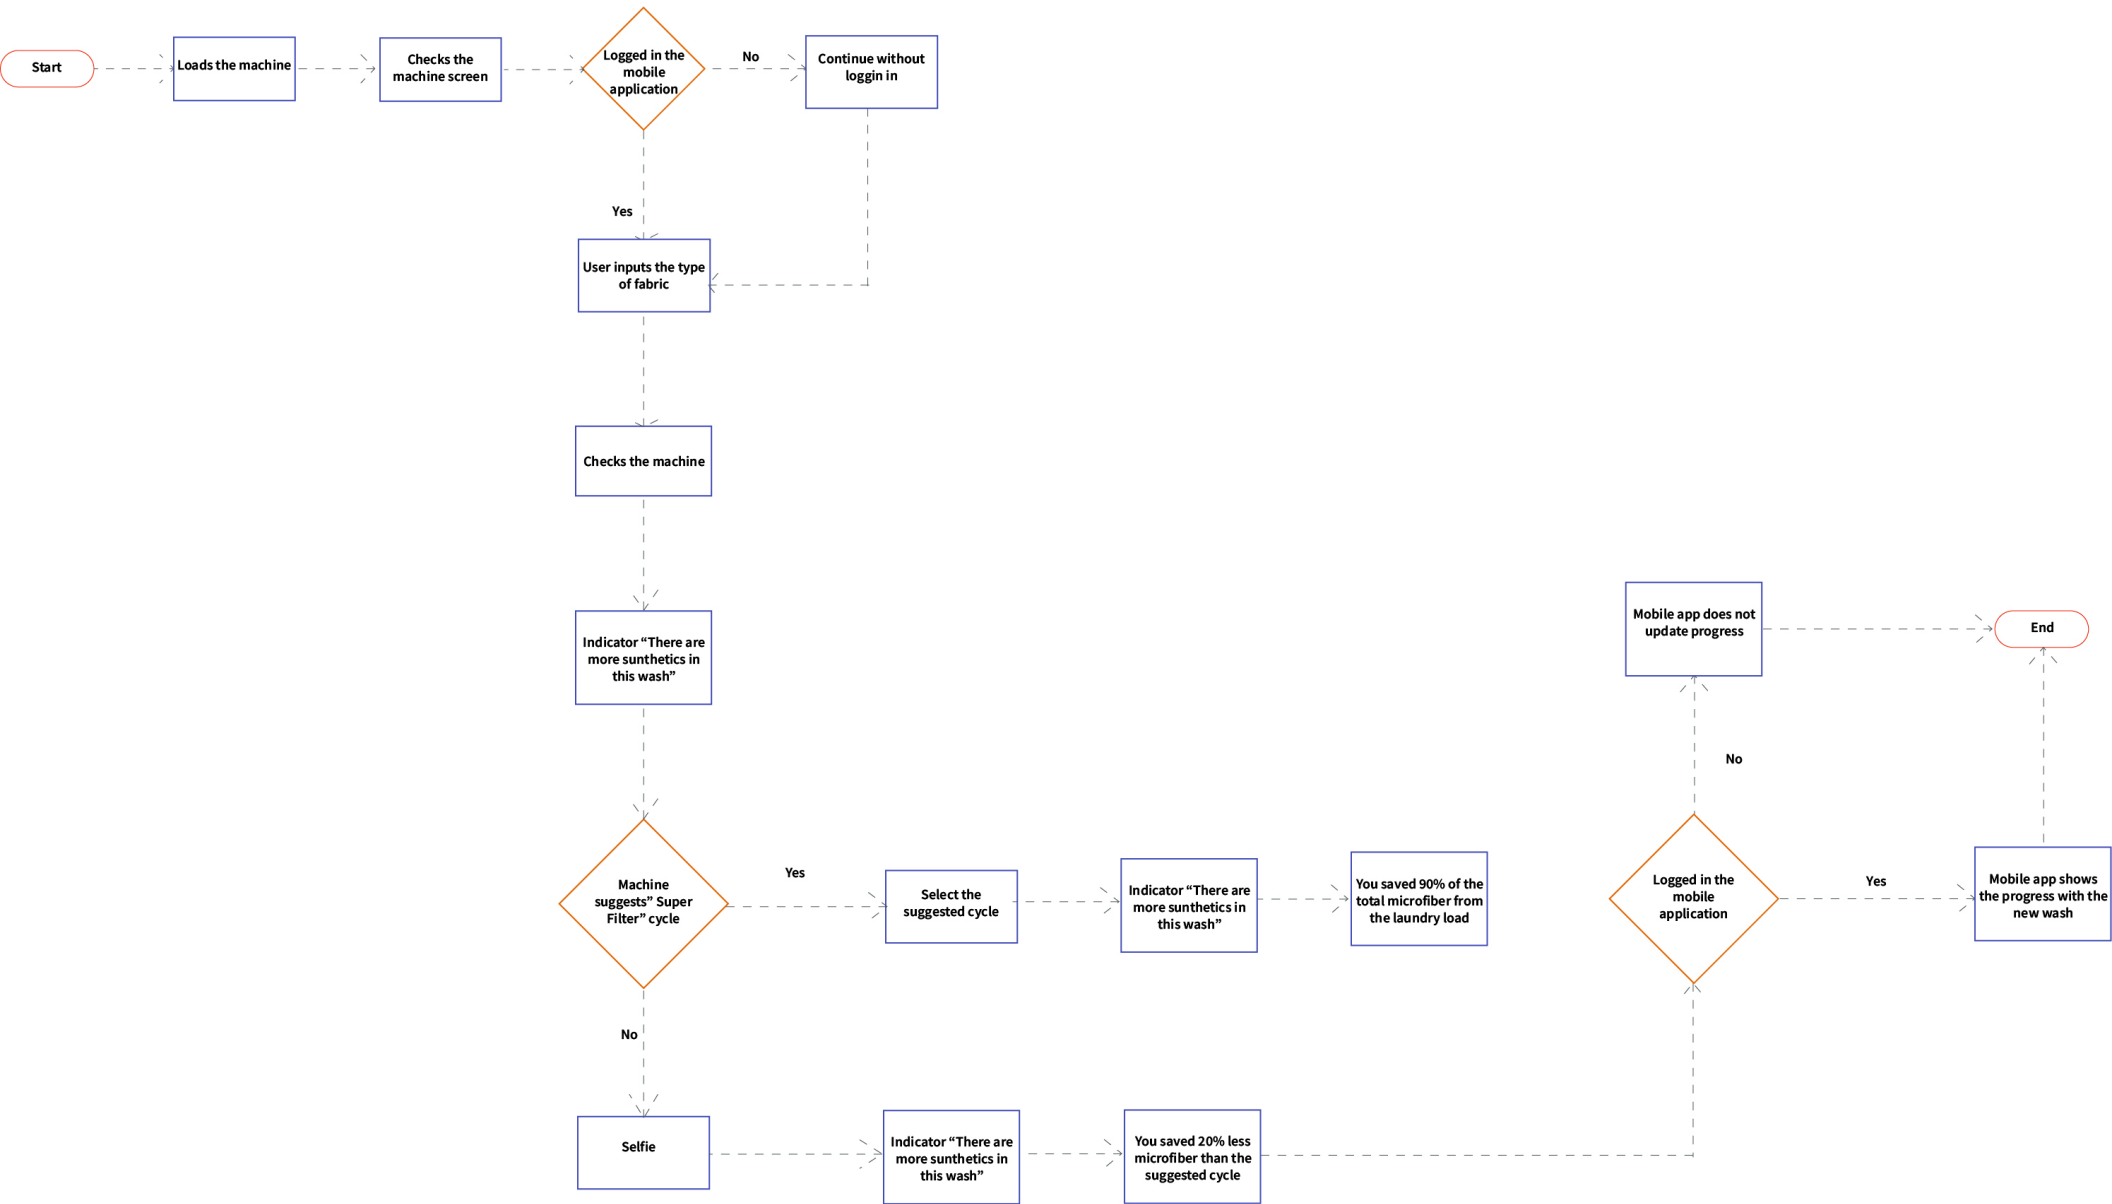 Start
Loads the machine
Checks the
machine screen
Logged in the
mobile
application
No
Continue without
loggin in
Yes
User inputs the type
of fabric
Checks the machine
Indicator “There are
more sunthetics in
this wash”
Machine
suggests” Super
Filter” cycle
Yes
Select the
suggested cycle
Indicator “There are
more sunthetics in
this wash”
You saved 90% of the
total microfiber from
the laundry load
No
Selfie
Indicator “There are
more sunthetics in
this wash”
You saved 20% less
microfiber than the
suggested cycle
Logged in the
mobile
application
No
Mobile app does not
update progress
Yes
Mobile app shows
the progress with the
new wash
End